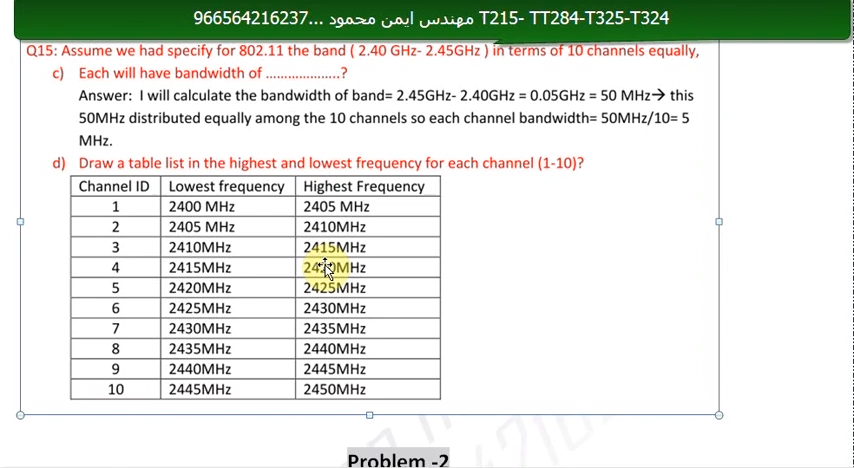 966564216237... مهندس ايمن محمود T215- TT284-T325-T324
Q15: Assume we had specify for 802.11 the band ( 2.40 GHz- 2.45GHz ) in terms of 10 channels equally,
c) Each will have bandwidth of ....................?
Answer: I will calculate the bandwidth of band= 2.45GHz- 2.40GHz = 0.05GHz = 50 MHz→ this
50MHz distributed equally among the 10 channels so each channel bandwidth= 50MHz/10= 5
MHz.
d) Draw a table list in the highest and lowest frequency for each channel (1-10)?
Channel ID Lowest frequency Highest Frequency
1 2400 MHz 2405 MHz
2 2405 MHz 2410MHz
3 2410MHz 2415MHz
4 2415MHz 2420MHz
5 2420MHz 2425MHz
6 2425MHz 2430MHz
7 2430MHz 2435MHz
8 2435MHz 2440MHz
9 2440MHz 2445MHz
10 2445MHz 2450MHz
Problem -2